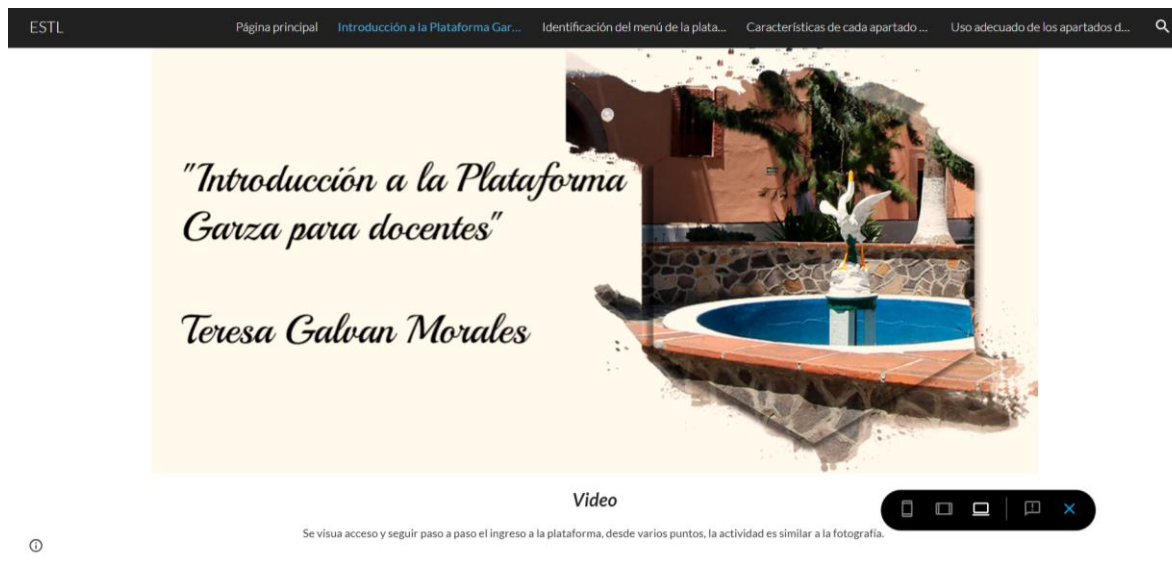 ESTL
Página principal
Introducción a la Plataforma Gar...
Identificación del menú de la plata...
Características de cada apartado ...
Uso adecuado de los apartados d...
"Introducción a la Plataforma
Garza para docentes"
Teresa Galvan Morales
Video
Se visua acceso y seguir paso a paso el ingreso a la plataforma, desde varios puntos, la actividad es similar a la fotografía.